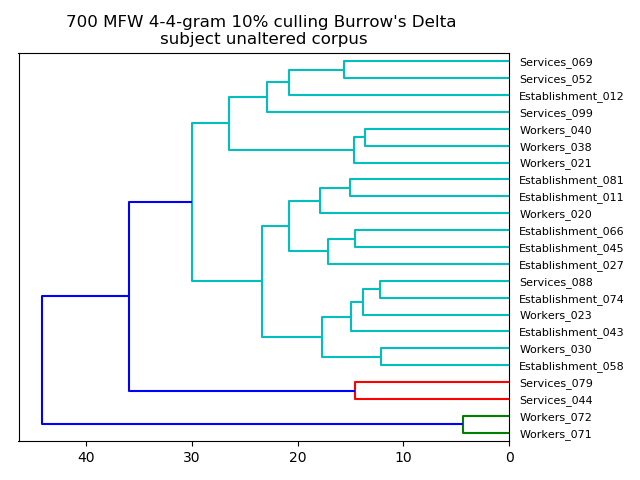 700 MFW 4-4-gram 10% culling Burrow's Delta
subject unaltered corpus
Services_069
Services_052
Establishment_012
Services_099
Workers_040
Workers_038
Workers_021
Establishment_081
Establishment_011
Workers_020
Establishment_066
Establishment_045
Establishment_027
Services_088
Establishment_074
Workers_023
Establishment_043
Workers_030
Establishment_058
Services_079
Services_044
Workers_072
Workers_071
40 30 20 10 0